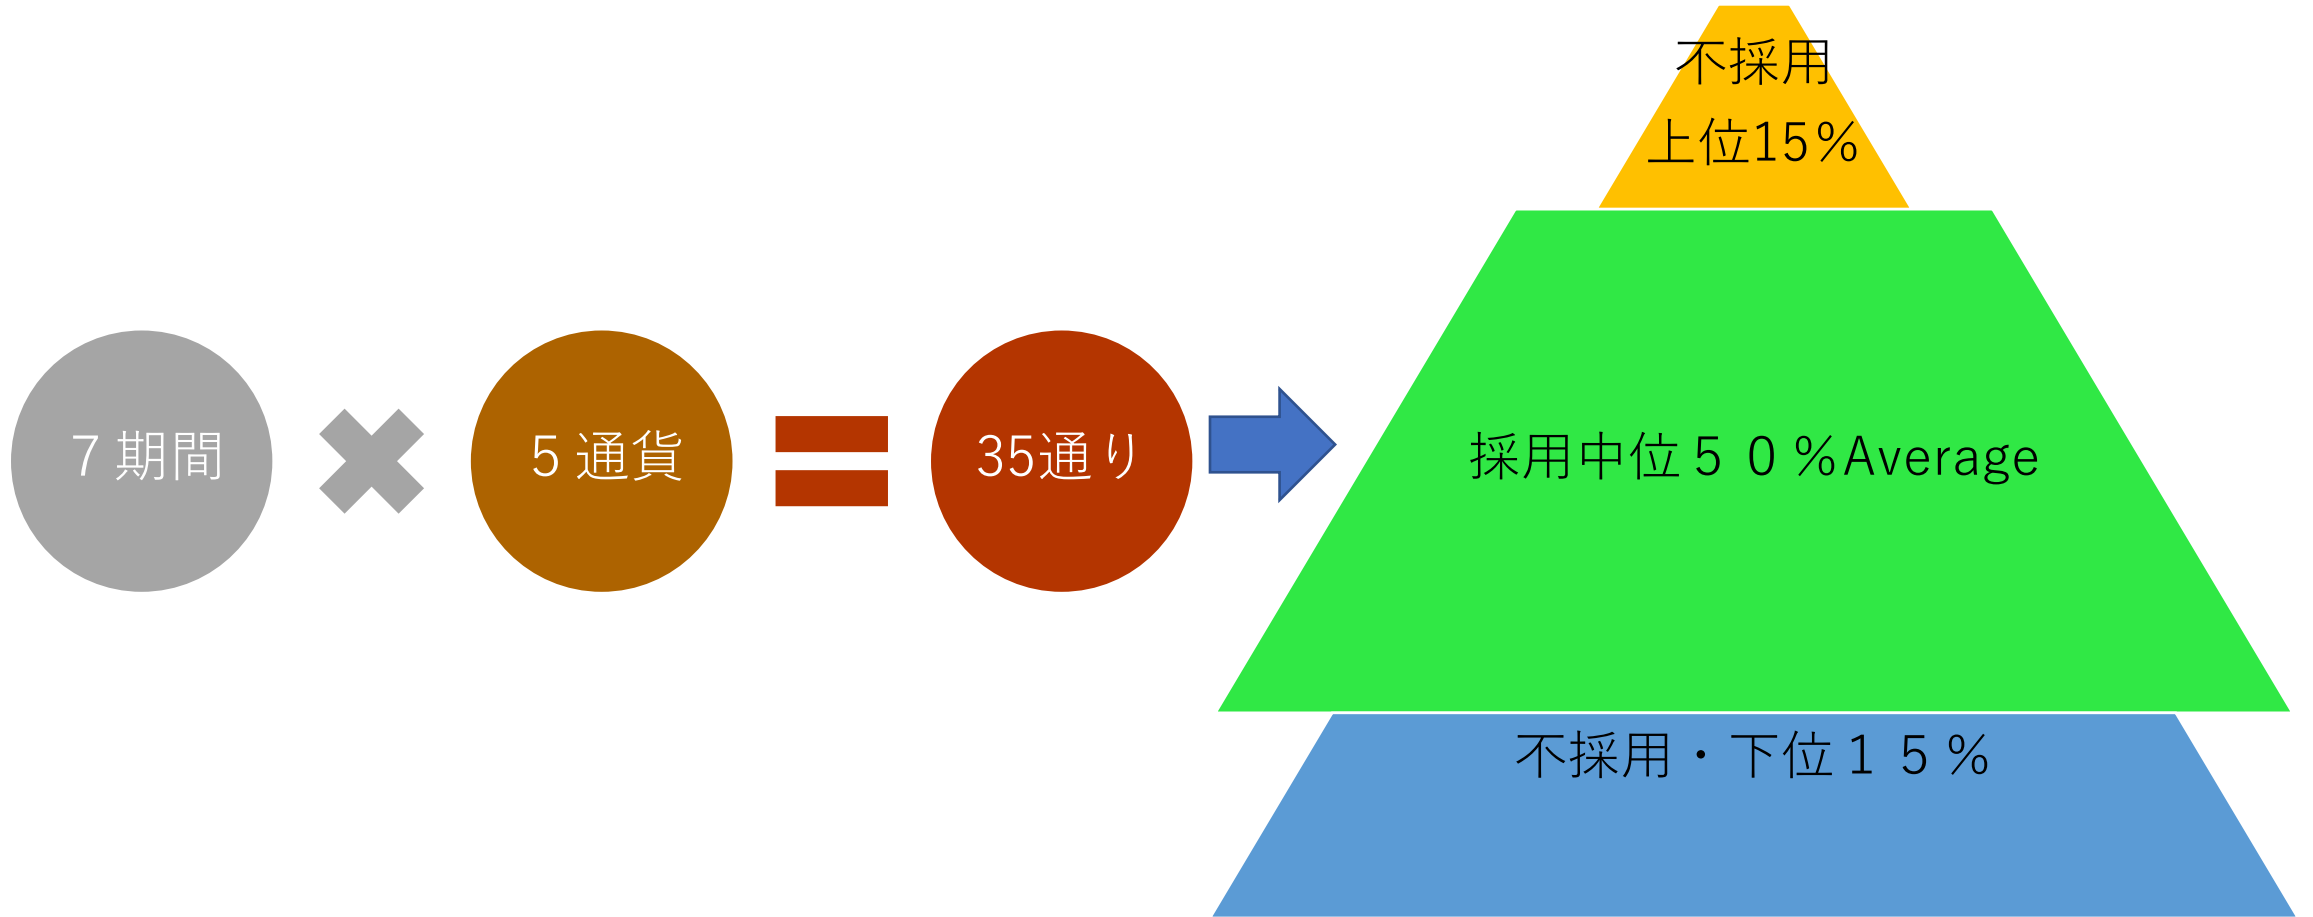 ７期間
５通貨
35通り
不採用
上位15%
採用中位５０%Average
不採用・下位１５%